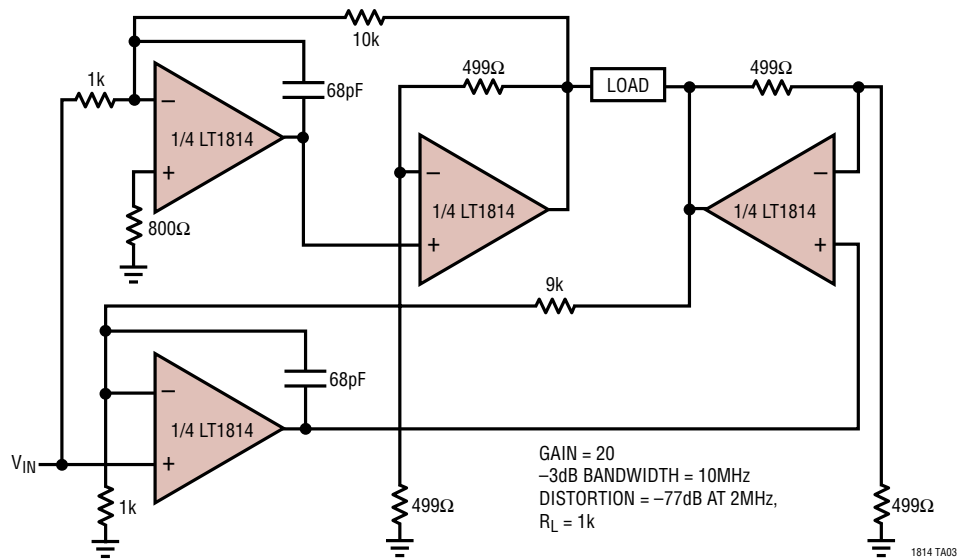 10k
1k
68pF
1/4 LT1814
–
+
800Ω
499Ω
1/4 LT1814
–
+
LOAD
499Ω
1/4 LT1814
–
+
9k
68pF
1/4 LT1814
–
+
VIN
1k
499Ω
GAIN = 20
–3dB BANDWIDTH = 10MHz
DISTORTION = –77dB AT 2MHz,
RL = 1k
499Ω
1814 TA03